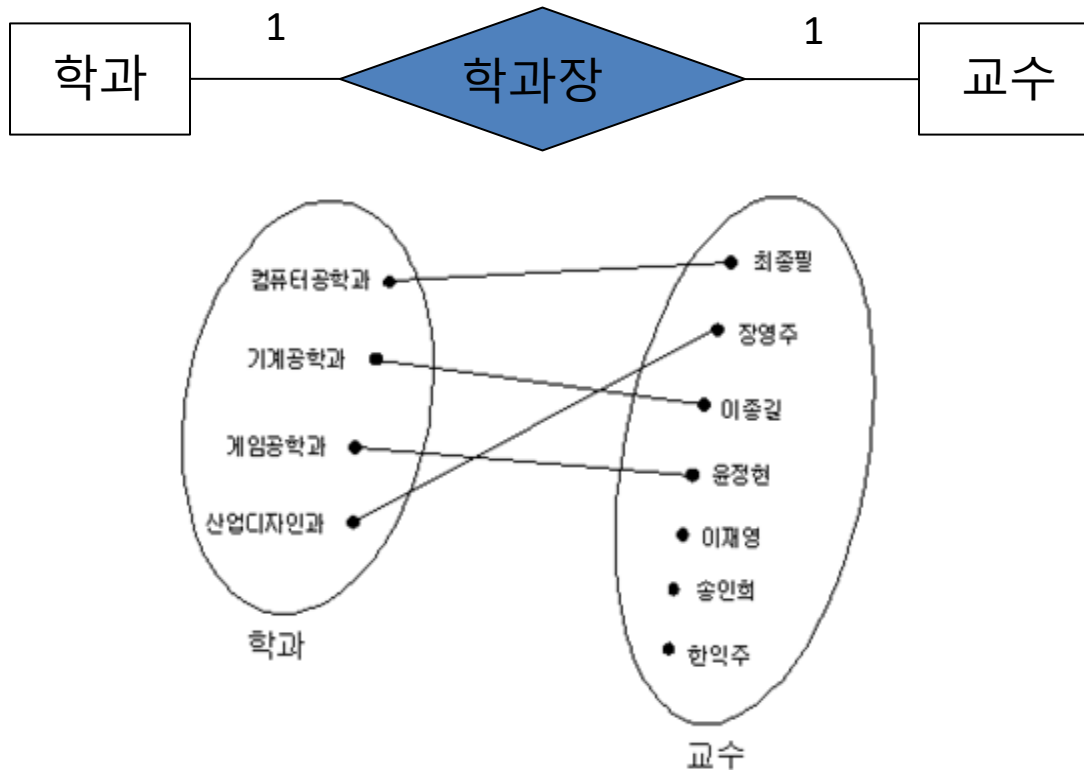 1 1
학과 학과장 교수
컴퓨터공학과
기계공학과
게임공학과
산업디자인과
학과
최종필
장영주
이종길
윤정현
이재영
송인희
한익주
교수